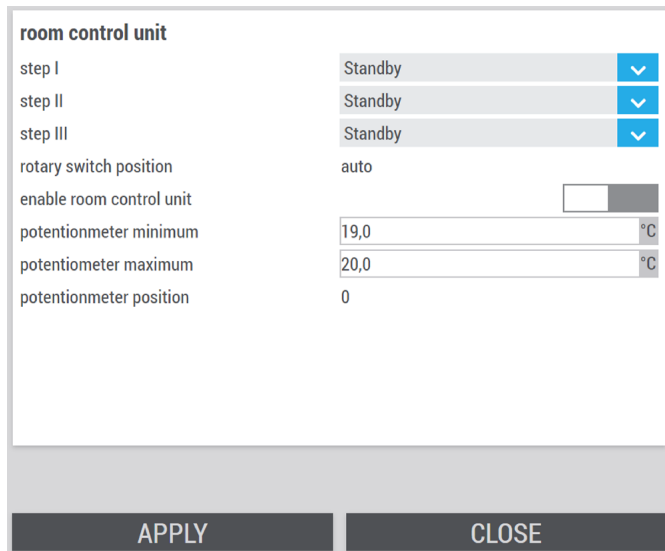 room control unit
step I Standby
step II Standby
step III Standby
rotary switch position auto
enable room control unit
potentionmeter minimum 19,0 °C
potentiometer maximum 20,0 °C
potentionmeter position 0
APPLY CLOSE